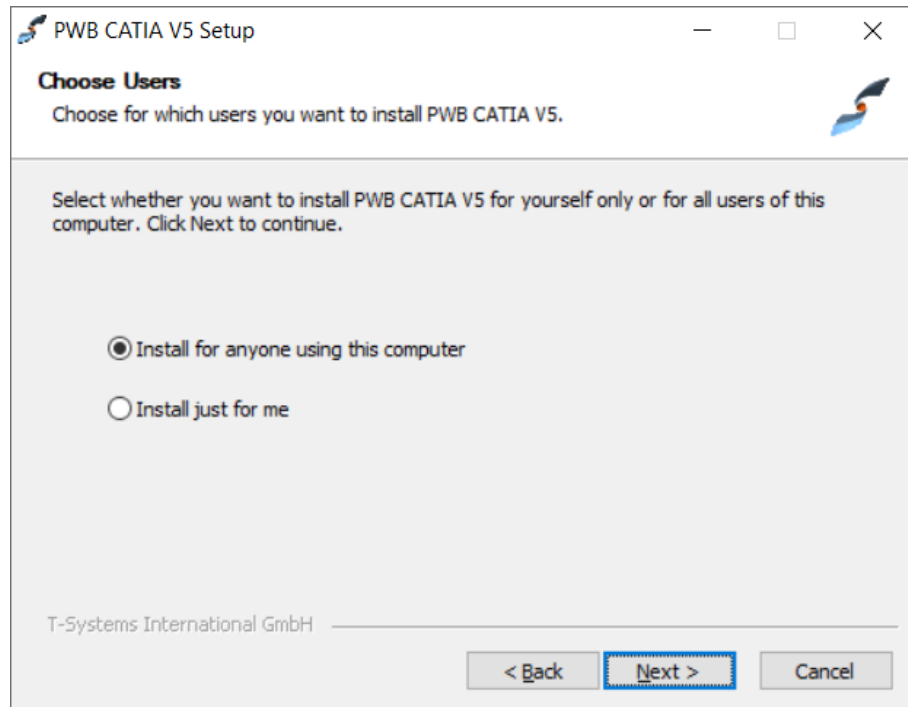 PWB CATIA V5 Setup
Choose Users
Choose for which users you want to install PWB CATIA V5.
Select whether you want to install PWB CATIA V5 for yourself only or for all users of this
computer. Click Next to continue.
Install for anyone using this computer
Install just for me
T-Systems International GmbH
< Back Next > Cancel